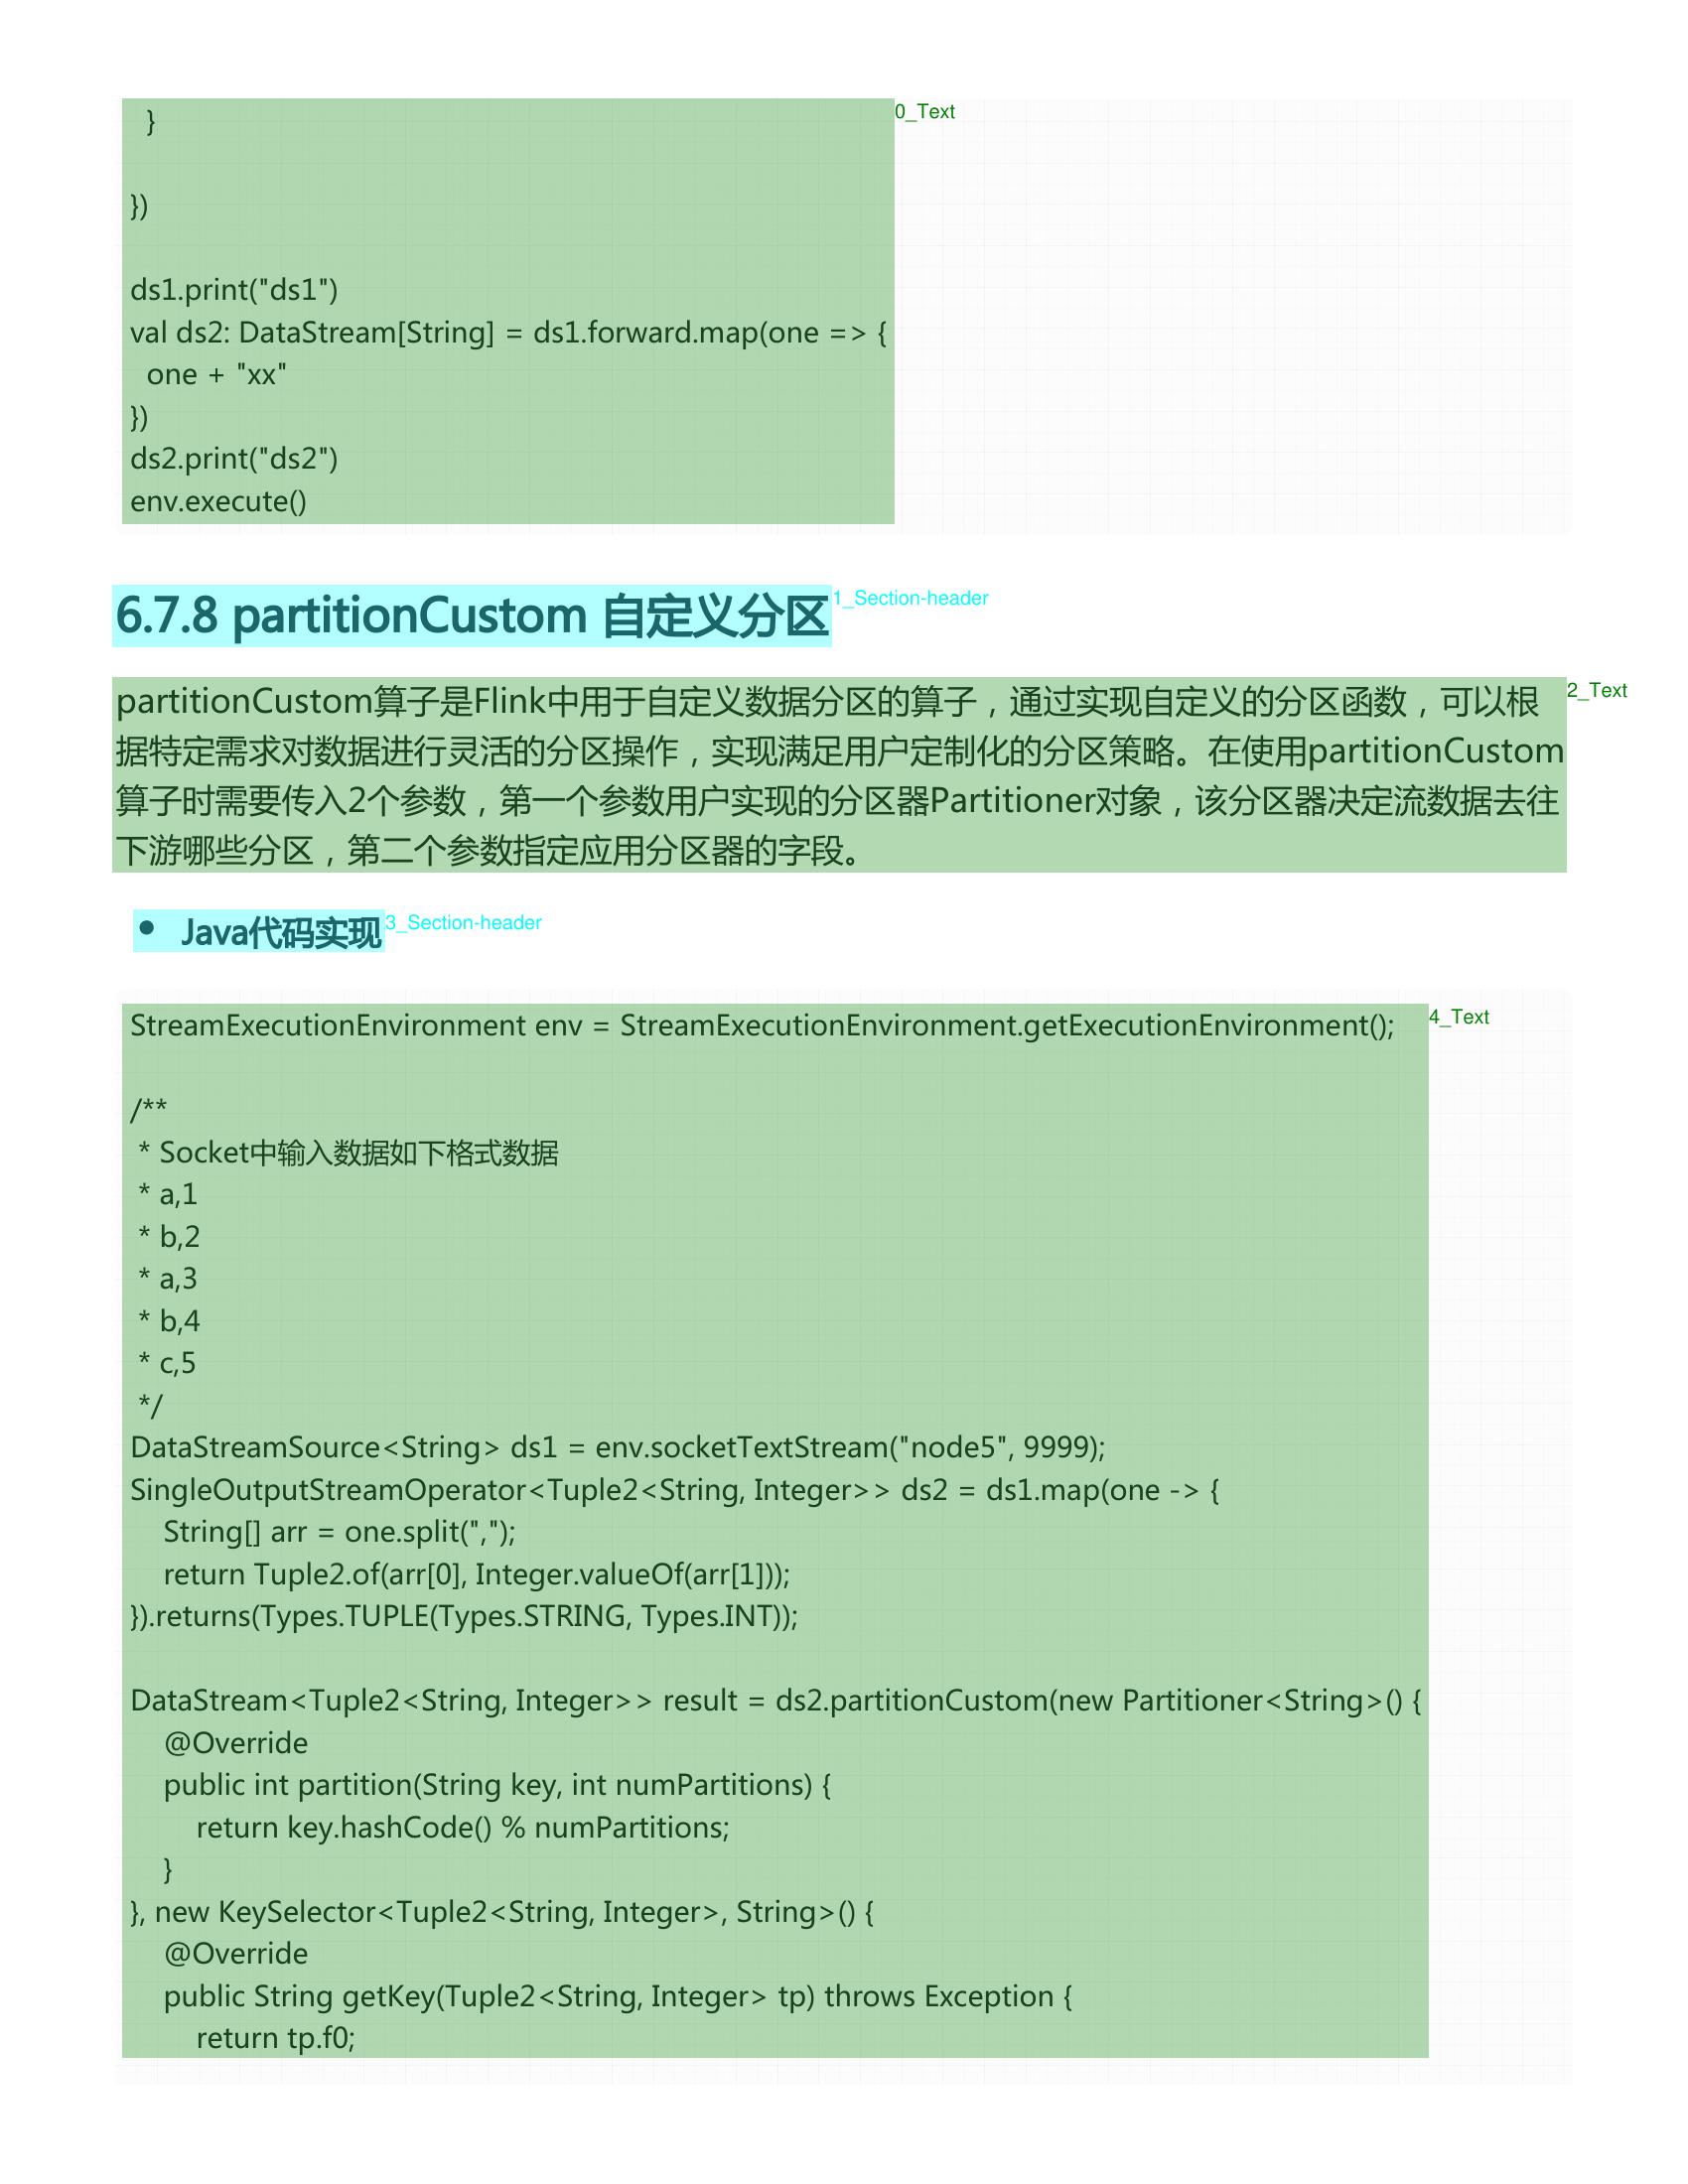 }
})
ds1.print("ds1")
val ds2: DataStream[String] = ds1.forward.map(one => {
one + "xx"
})
ds2.print("ds2")
env.execute()
0_Text
6.7.8 partitionCustom 自定义分区
1_Section-header
partitionCustom算子是Flink中用于自定义数据分区的算子，通过实现自定义的分区函数，可以根
据特定需求对数据进行灵活的分区操作，实现满足用户定制化的分区策略。在使用partitionCustom
算子时需要传入2个参数，第一个参数用户实现的分区器Partitioner对象，该分区器决定流数据去往
下游哪些分区，第二个参数指定应用分区器的字段。
2_Text
• Java代码实现
3_Section-header
StreamExecutionEnvironment env = StreamExecutionEnvironment.getExecutionEnvironment();
4_Text
/**
* Socket中输入数据如下格式数据
* a,1
* b,2
* a,3
* b,4
* c,5
*/
DataStreamSource<String> ds1 = env.socketTextStream("node5", 9999);
SingleOutputStreamOperator<Tuple2<String, Integer>> ds2 = ds1.map(one -> {
String[] arr = one.split(",");
return Tuple2.of(arr[0], Integer.valueOf(arr[1]));
}).returns(Types.TUPLE(Types.STRING, Types.INT));
DataStream<Tuple2<String, Integer>> result = ds2.partitionCustom(new Partitioner<String>() {
@Override
public int partition(String key, int numPartitions) {
return key.hashCode() % numPartitions;
}
}, new KeySelector<Tuple2<String, Integer>, String>() {
@Override
public String getKey(Tuple2<String, Integer> tp) throws Exception {
return tp.f0;